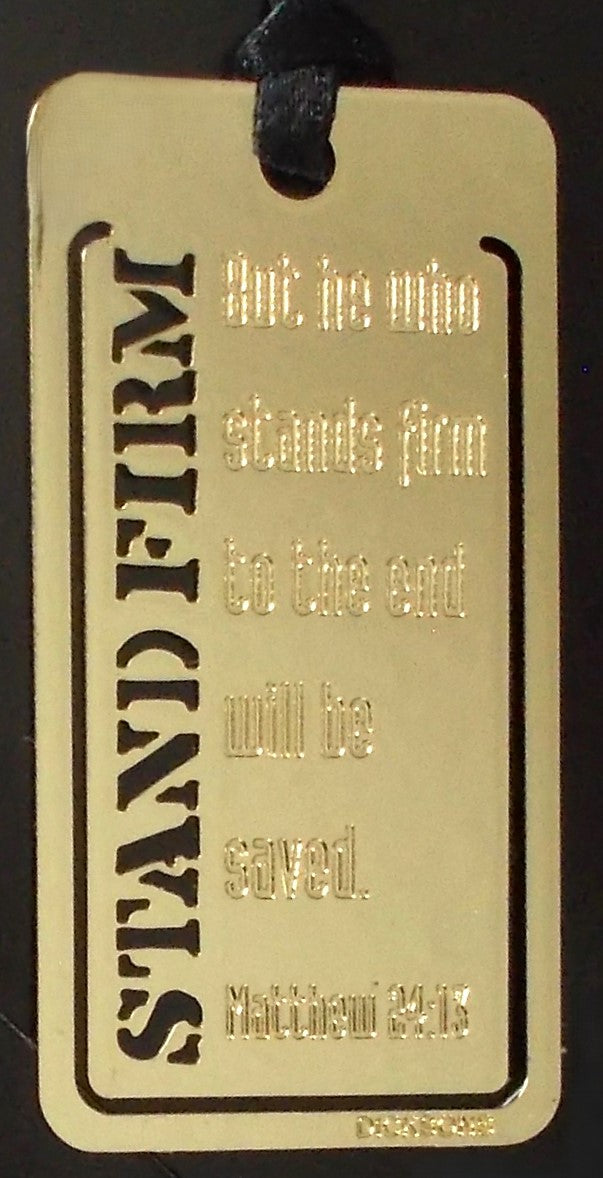 STAND FIRM
But he who
stands firm
to the end
will be
saved.
Matthew 24:13